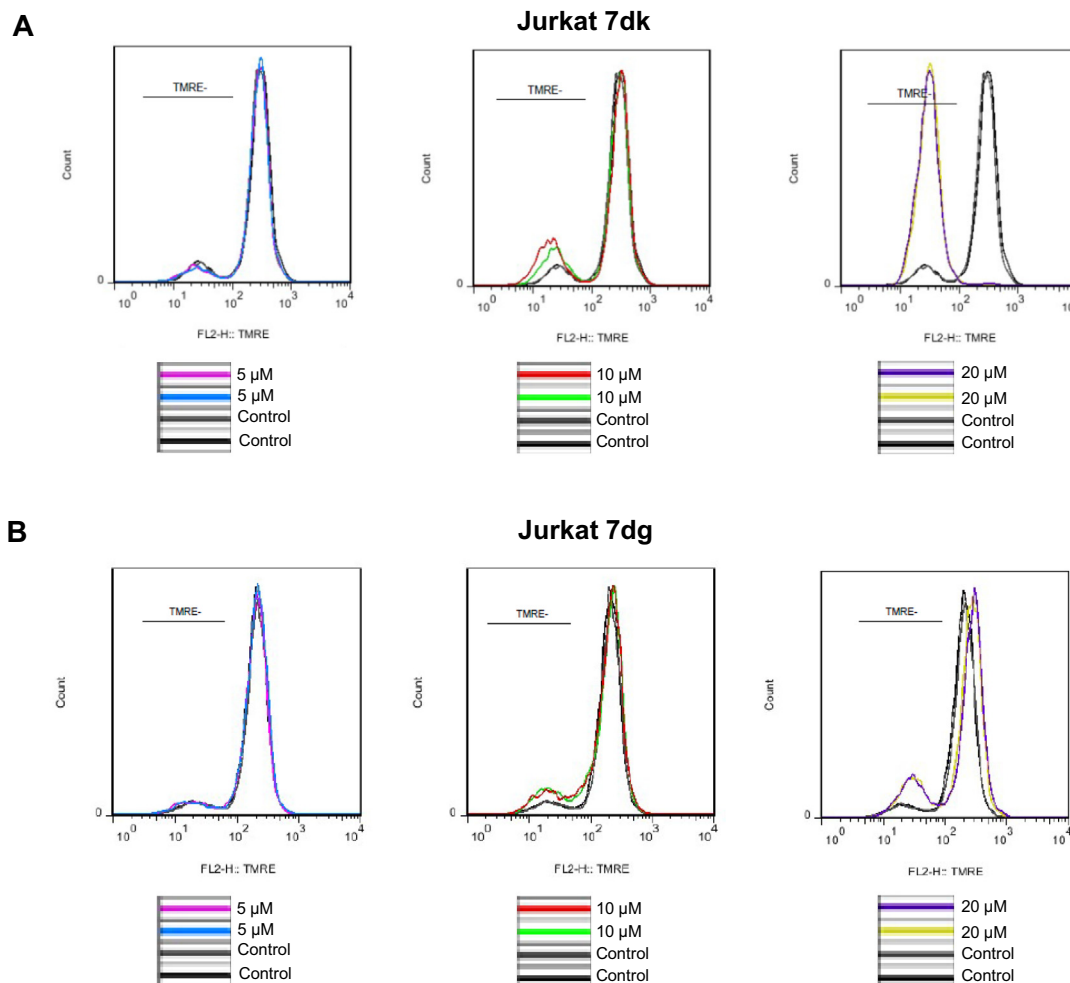 A
Jurkat 7dk
TMRE-
Count
0
10^0 10^1 10^2 10^3 10^4
FL2-H:: TMRE
5 µM
5 µM
Control
Control
TMRE-
Count
0
10^0 10^1 10^2 10^3 10^4
FL2-H:: TMRE
10 µM
10 µM
Control
Control
TMRE-
Count
0
10^0 10^1 10^2 10^3
FL2-H:: TMRE
20 µM
20 µM
Control
Control
B
Jurkat 7dg
TMRE-
Count
0
10^0 10^1 10^2 10^3 10^4
FL2-H:: TMRE
5 µM
5 µM
Control
Control
TMRE-
Count
0
10^0 10^1 10^2 10^3 10^4
FL2-H:: TMRE
10 µM
10 µM
Control
Control
TMRE-
Count
0
10^0 10^1 10^2 10^3 10^4
FL2-H:: TMRE
20 µM
20 µM
Control
Control